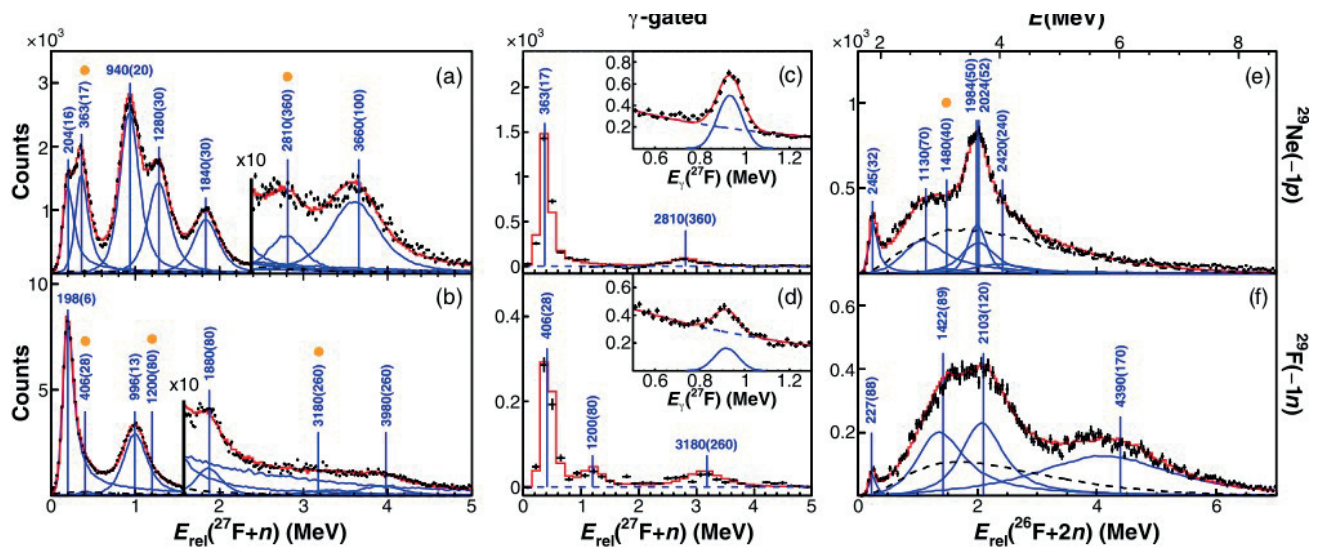 γ-gated
E(MeV)
×10³
×10³
×10³
2
4
6
8
(a)
204(16)
363(17)
940(20)
1280(30)
1840(30)
x10
2810(360)
3660(100)
3
2
1
Counts
(c)
363(17)
2810(360)
2
1.5
1
0.5
0
0.8
0.6
0.4
0.2
0.6 0.8 1 1.2
Eγ(²⁷F) (MeV)
(e)
245(32)
1130(70)
1480(40)
1984(50)
2024(52)
2420(240)
1
0.5
0
²⁹Ne(−1p)
(b)
198(6)
406(28)
996(13)
1200(80)
x10
1880(80)
3180(260)
3980(260)
10
5
0
Counts
0 1 2 3 4 5
Erel(²⁷F+n) (MeV)
(d)
406(28)
1200(80)
3180(260)
0.4
0.2
0
0.8
0.6
0.4
0.2
0.6 0.8 1 1.2
Eγ(²⁷F) (MeV)
0 1 2 3 4 5
Erel(²⁷F+n) (MeV)
(f)
227(88)
1422(89)
2103(120)
4390(170)
0.6
0.4
0.2
0 2 4 6
Erel(²⁶F+2n) (MeV)
²⁹F(−1n)